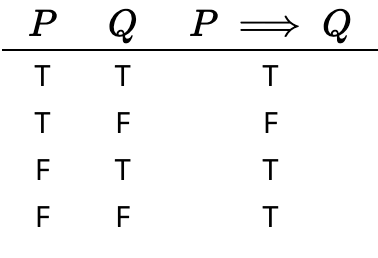 P Q P ⟹ Q
T T T
T F F
F T T
F F T